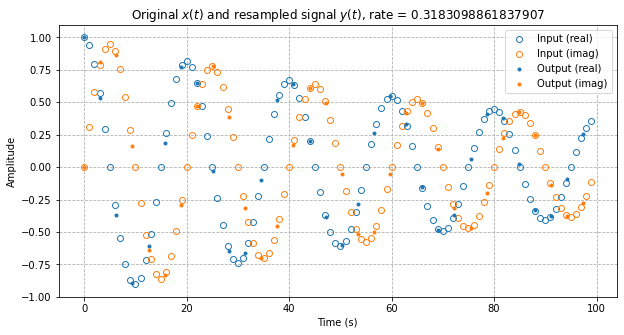 Original x(t) and resampled signal y(t), rate = 0.3183098861837907
1.00
0.75
0.50
0.25
0.00
−0.25
−0.50
−0.75
−1.00
Amplitude
Input (real)
Input (imag)
Output (real)
Output (imag)
0
20
40
60
80
100
Time (s)